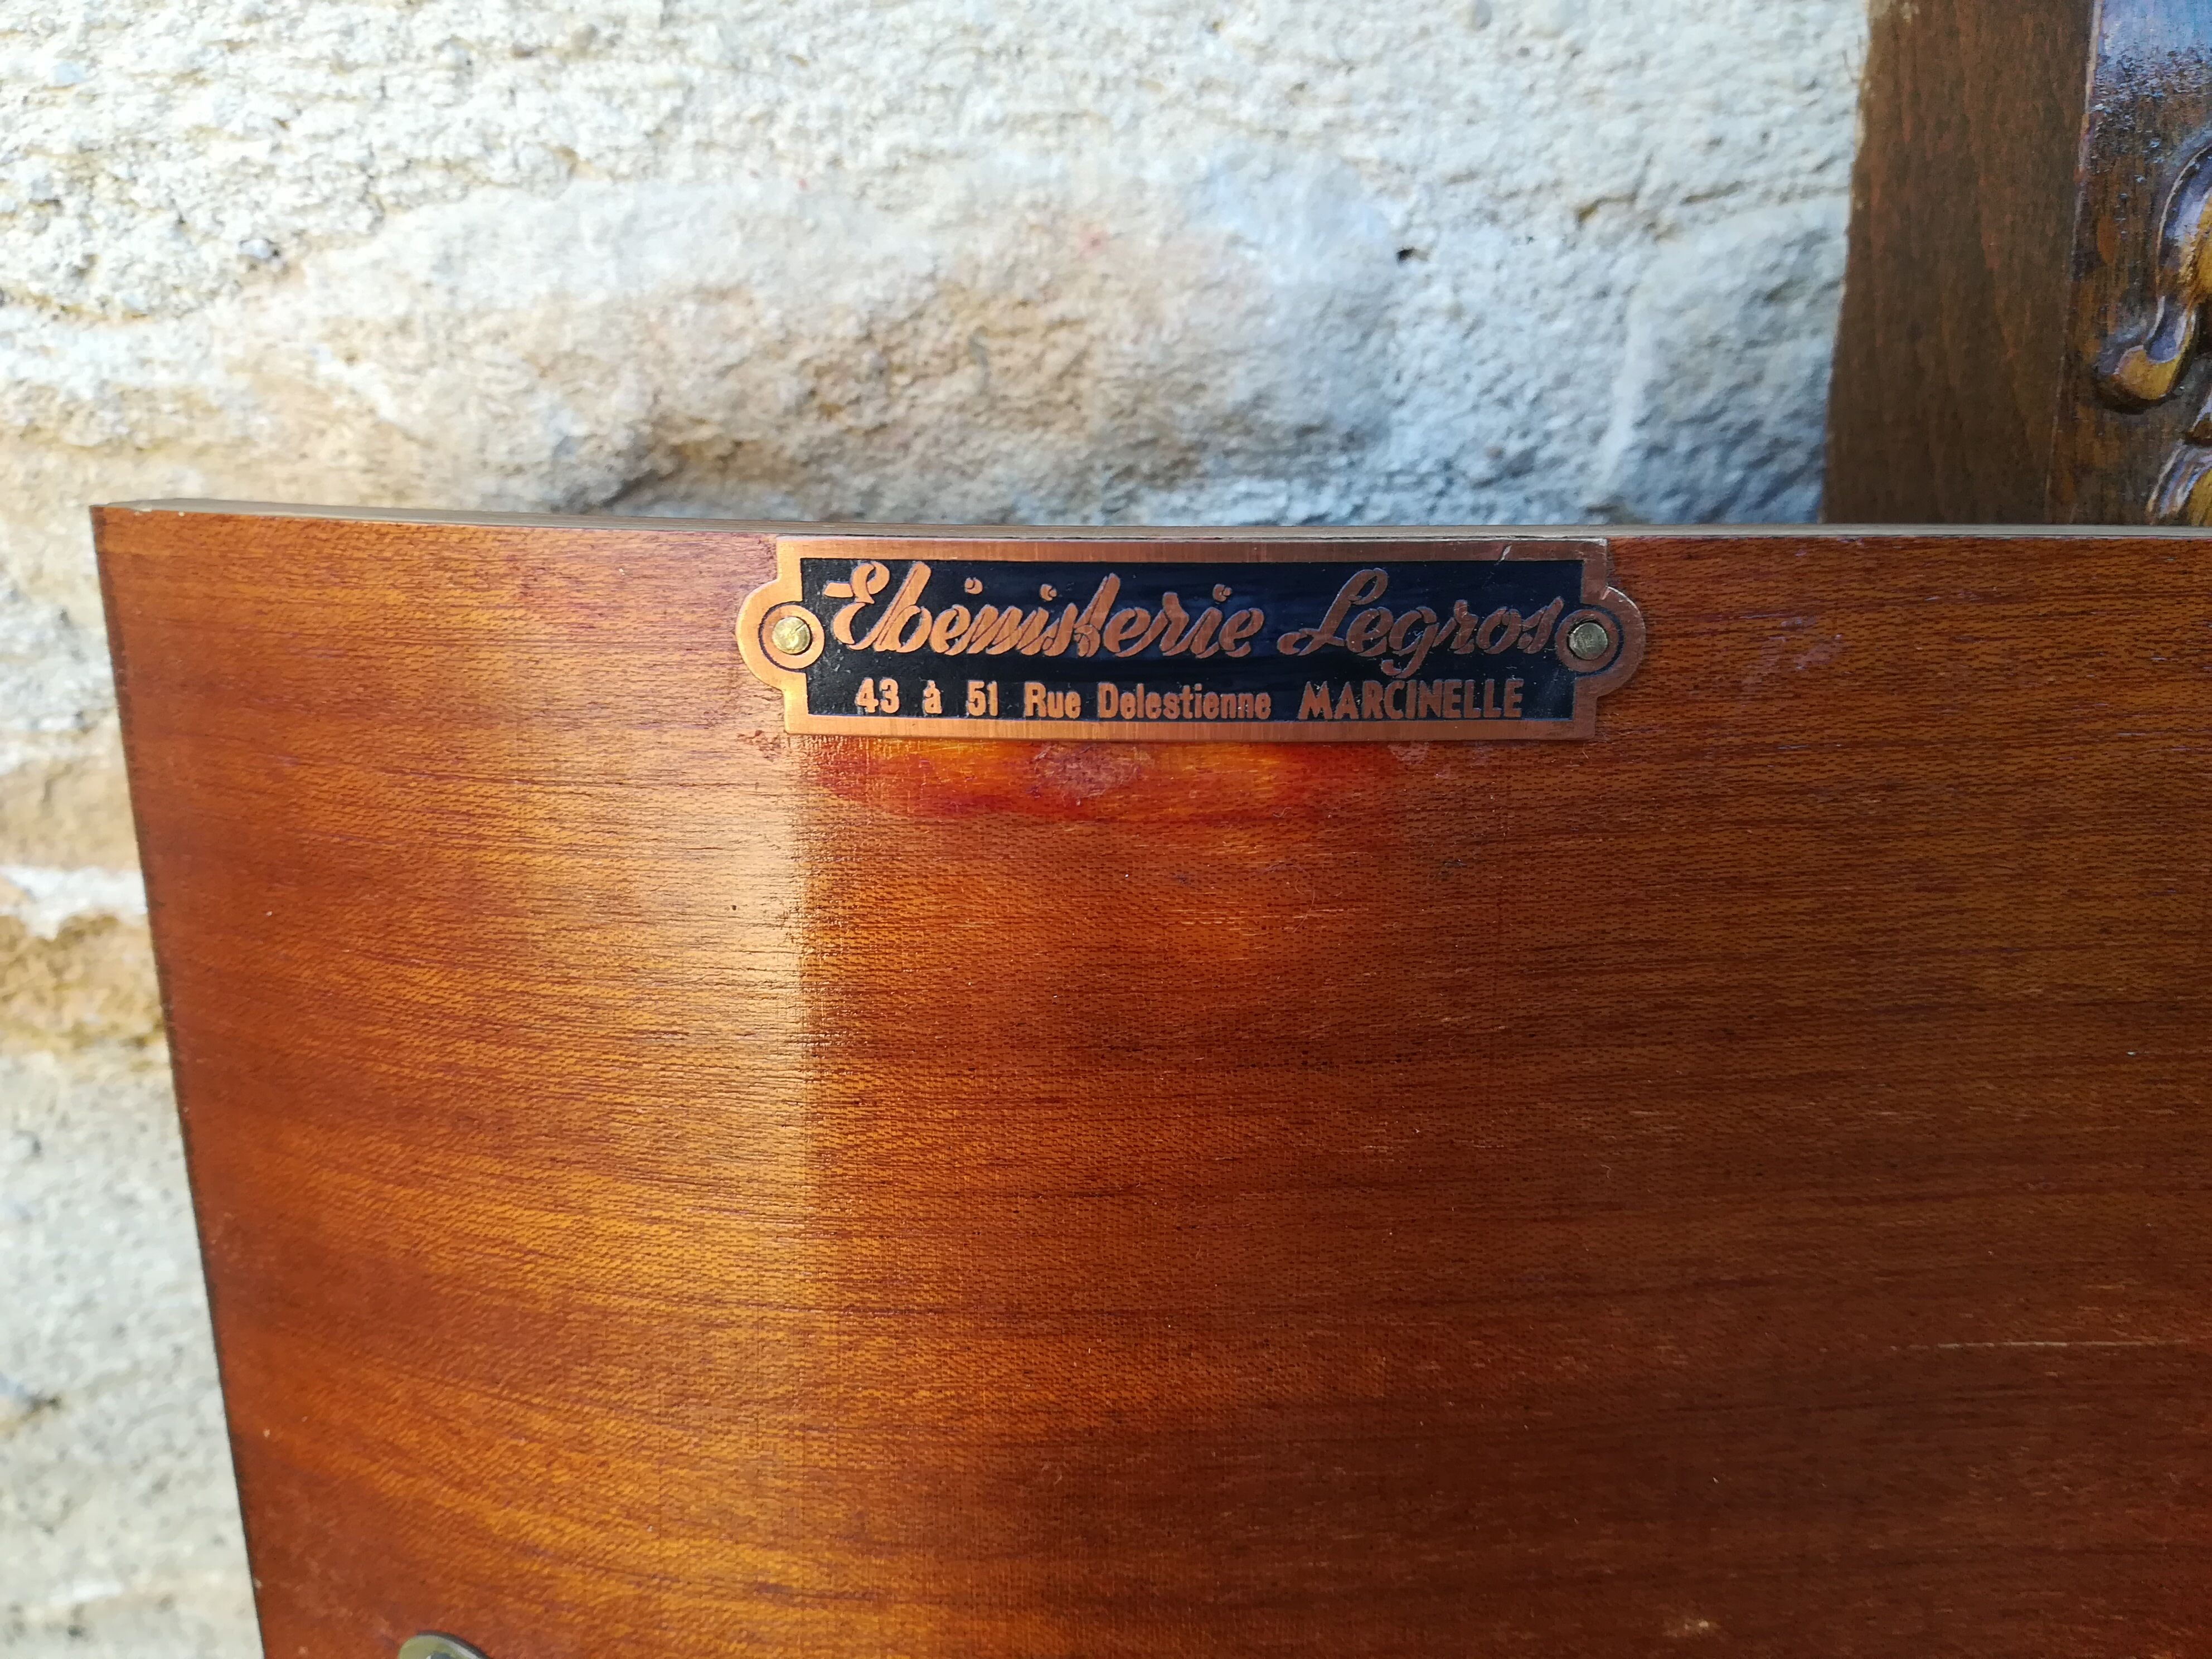 Ebénisterie Legros
43 à 51 Rue Delestienne MARCINELLE